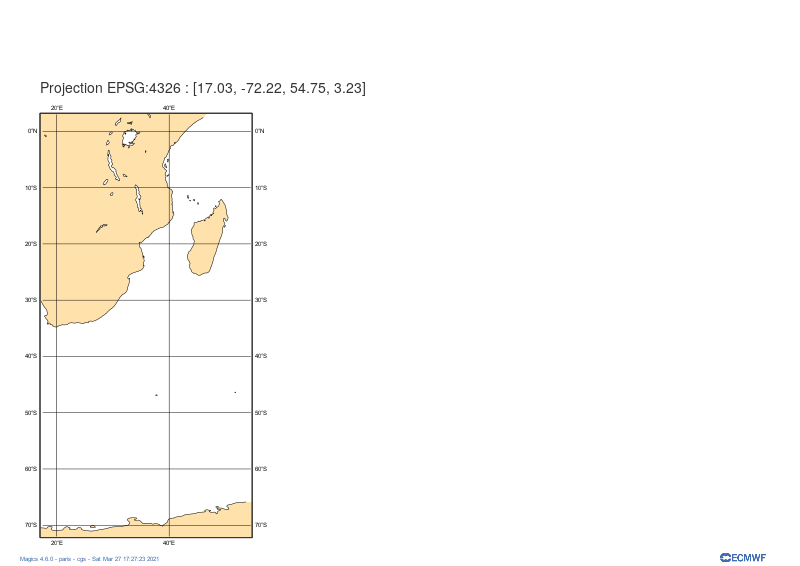 Projection EPSG:4326 : [17.03, -72.22, 54.75, 3.23]
20°E 40°E
0°N 0°N
10°S 10°S
20°S 20°S
30°S 30°S
40°S 40°S
50°S 50°S
60°S 60°S
70°S 70°S
20°E 40°E
Magics 4.6.0 - paris - cgs - Sat Mar 27 17:27:23 2021
ECMWF